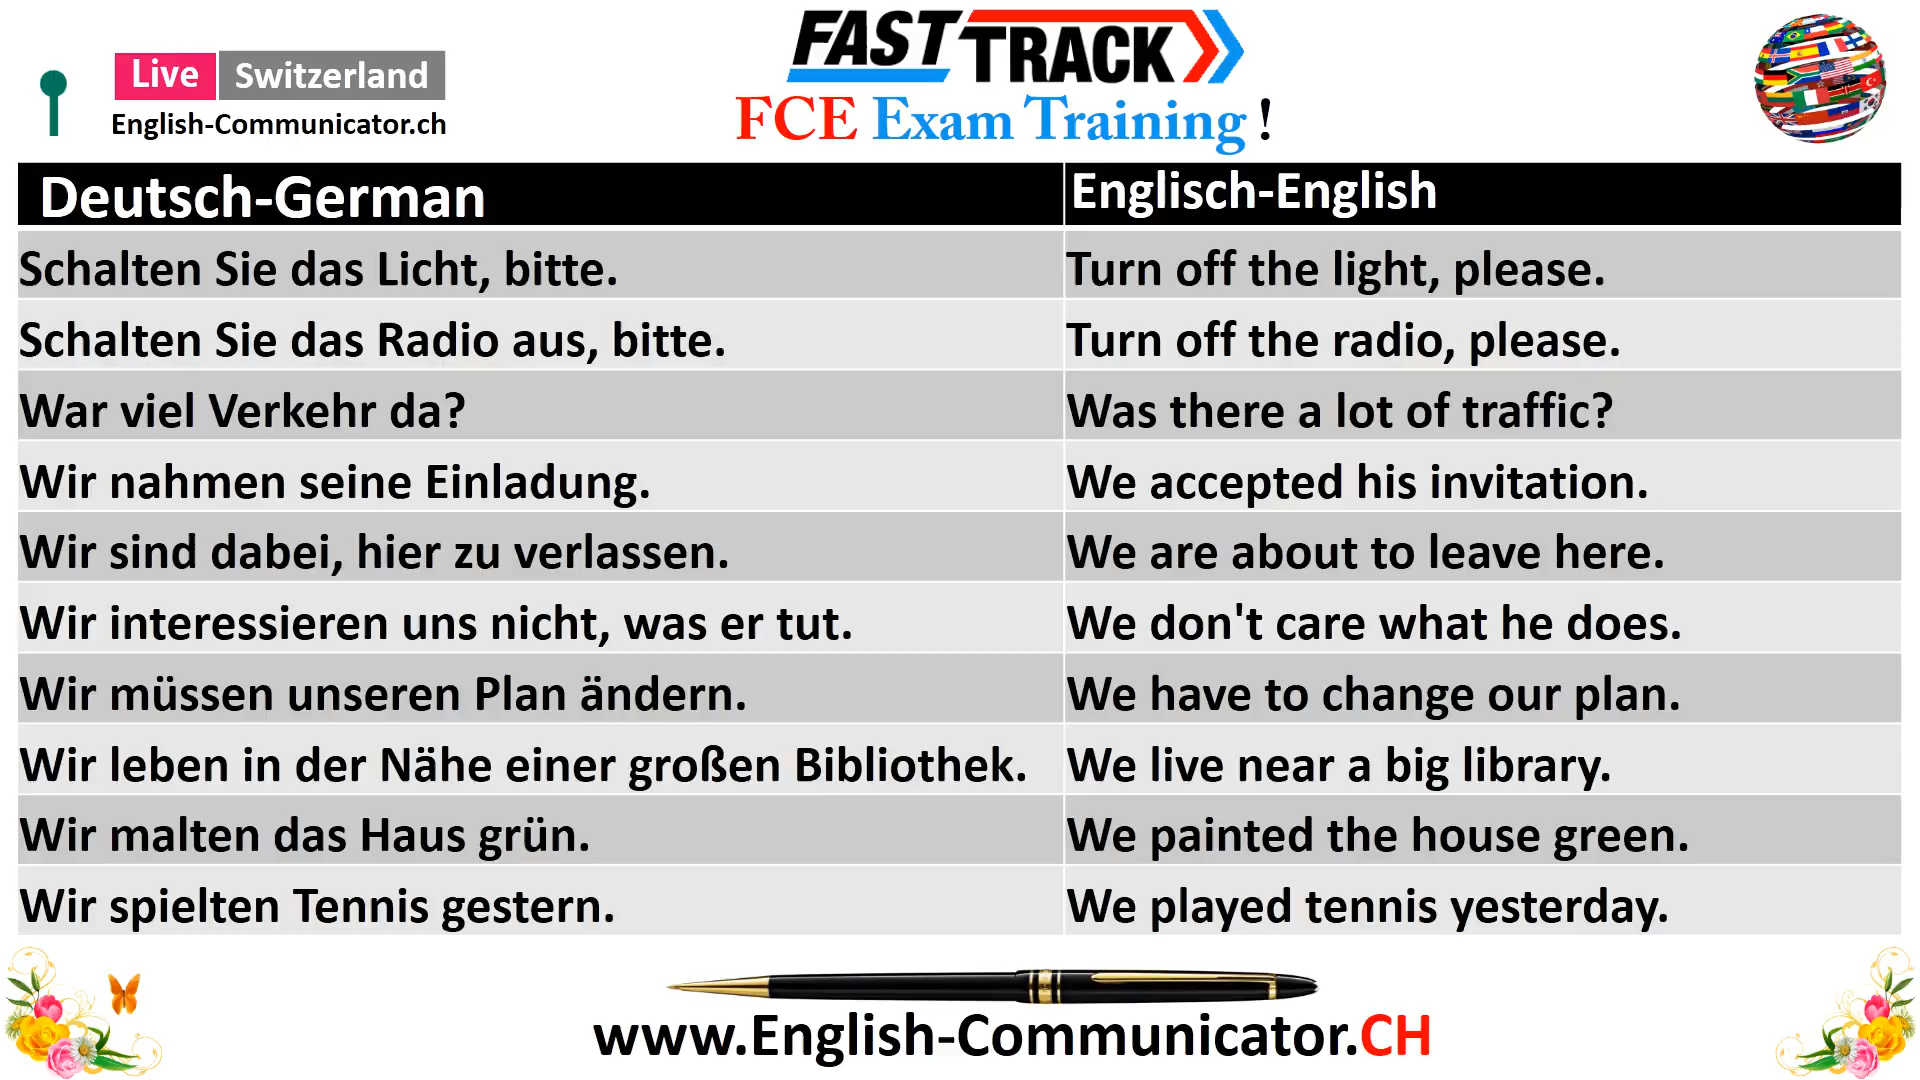 FAST TRACK
Live Switzerland
English-Communicator.ch
FCE Exam Training !
Deutsch-German Englisch-English
Schalten Sie das Licht, bitte. Turn off the light, please.
Schalten Sie das Radio aus, bitte. Turn off the radio, please.
War viel Verkehr da? Was there a lot of traffic?
Wir nahmen seine Einladung. We accepted his invitation.
Wir sind dabei, hier zu verlassen. We are about to leave here.
Wir interessieren uns nicht, was er tut. We don't care what he does.
Wir müssen unseren Plan ändern. We have to change our plan.
Wir leben in der Nähe einer großen Bibliothek. We live near a big library.
Wir malten das Haus grün. We painted the house green.
Wir spielten Tennis gestern. We played tennis yesterday.
www.English-Communicator.CH